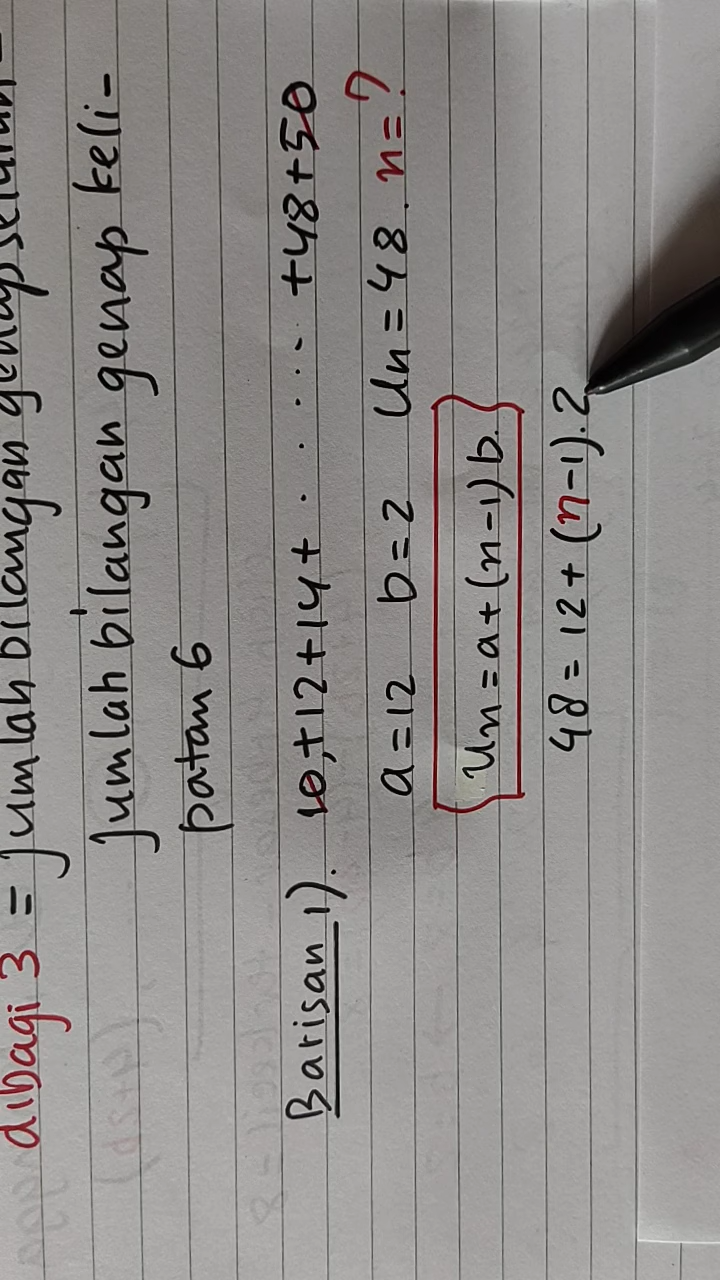 dibagi 3 = jumlah bilangan genap seluruh -
jumlah bilangan genap keli-
patan 6
Barisan 1). 10, + 12 + 14 + . . . . . . . + 48 + 50
a = 12 b = 2 Un = 48. n = ?
Un = a + (n - 1) b.
48 = 12 + (n - 1). 2